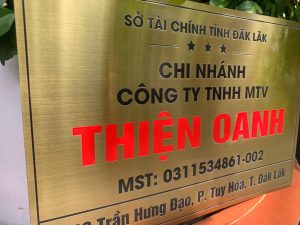 SỞ TÀI CHÍNH TỈNH ĐẮK LẮK
CHI NHÁNH
CÔNG TY TNHH MTV
THIỆN OANH
MST: 0311534861-002
Trần Hưng Đạo, P. Tuy Hòa, T. Đắk Lắk